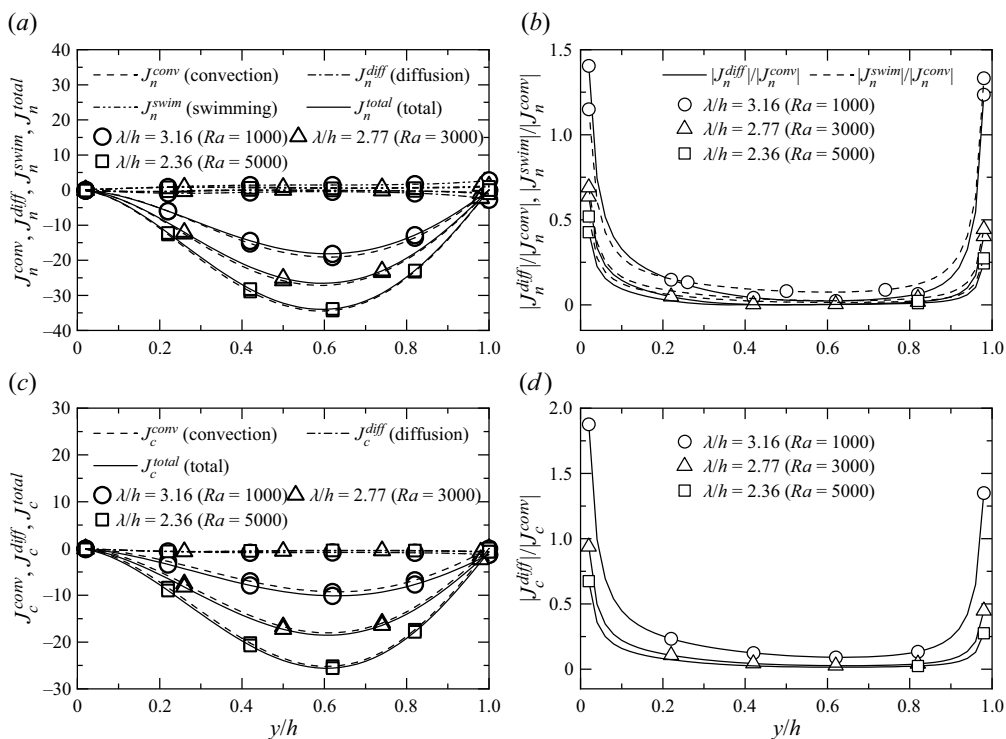 (a)
J_n^conv, J_n^diff, J_n^swim, J_n^total
40
30
20
10
0
–10
–20
–30
–40
J_n^conv (convection) J_n^diff (diffusion)
J_n^swim (swimming) J_n^total (total)
λ/h = 3.16 (Ra = 1000) λ/h = 2.77 (Ra = 3000)
λ/h = 2.36 (Ra = 5000)
0 0.2 0.4 0.6 0.8 1.0
(b)
|J_n^diff|/|J_n^conv|, |J_n^swim|/|J_n^conv|
1.5
1.0
0.5
0
|J_n^diff|/|J_n^conv| |J_n^swim|/|J_n^conv|
λ/h = 3.16 (Ra = 1000)
λ/h = 2.77 (Ra = 3000)
λ/h = 2.36 (Ra = 5000)
0 0.2 0.4 0.6 0.8 1.0
(c)
J_c^conv, J_c^diff, J_c^total
30
20
10
0
–10
–20
–30
J_c^conv (convection) J_c^diff (diffusion)
J_c^total (total)
λ/h = 3.16 (Ra = 1000) λ/h = 2.77 (Ra = 3000)
λ/h = 2.36 (Ra = 5000)
0 0.2 0.4 0.6 0.8 1.0
y/h
(d)
|J_c^diff|/|J_c^conv|
2.0
1.5
1.0
0.5
0
λ/h = 3.16 (Ra = 1000)
λ/h = 2.77 (Ra = 3000)
λ/h = 2.36 (Ra = 5000)
0 0.2 0.4 0.6 0.8 1.0
y/h